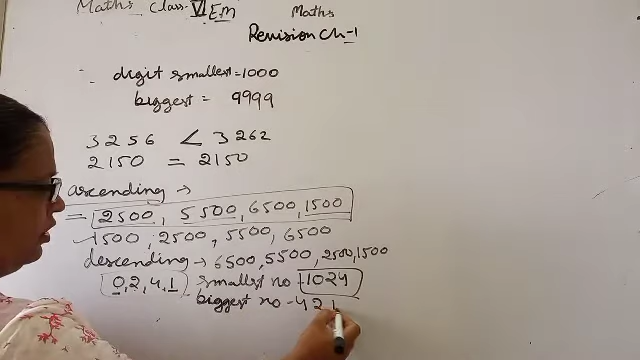 Maths Class-VI EM Maths
Revision Ch-1
digit smallest = 1000
biggest = 9999
3256 < 3262
2150 = 2150
ascending →
= 2500, 5500, 6500, 1500
1500, 2500, 5500, 6500
descending → 6500, 5500, 2500, 1500
0, 2, 4, 1 smallest no - 1024
biggest no - 421